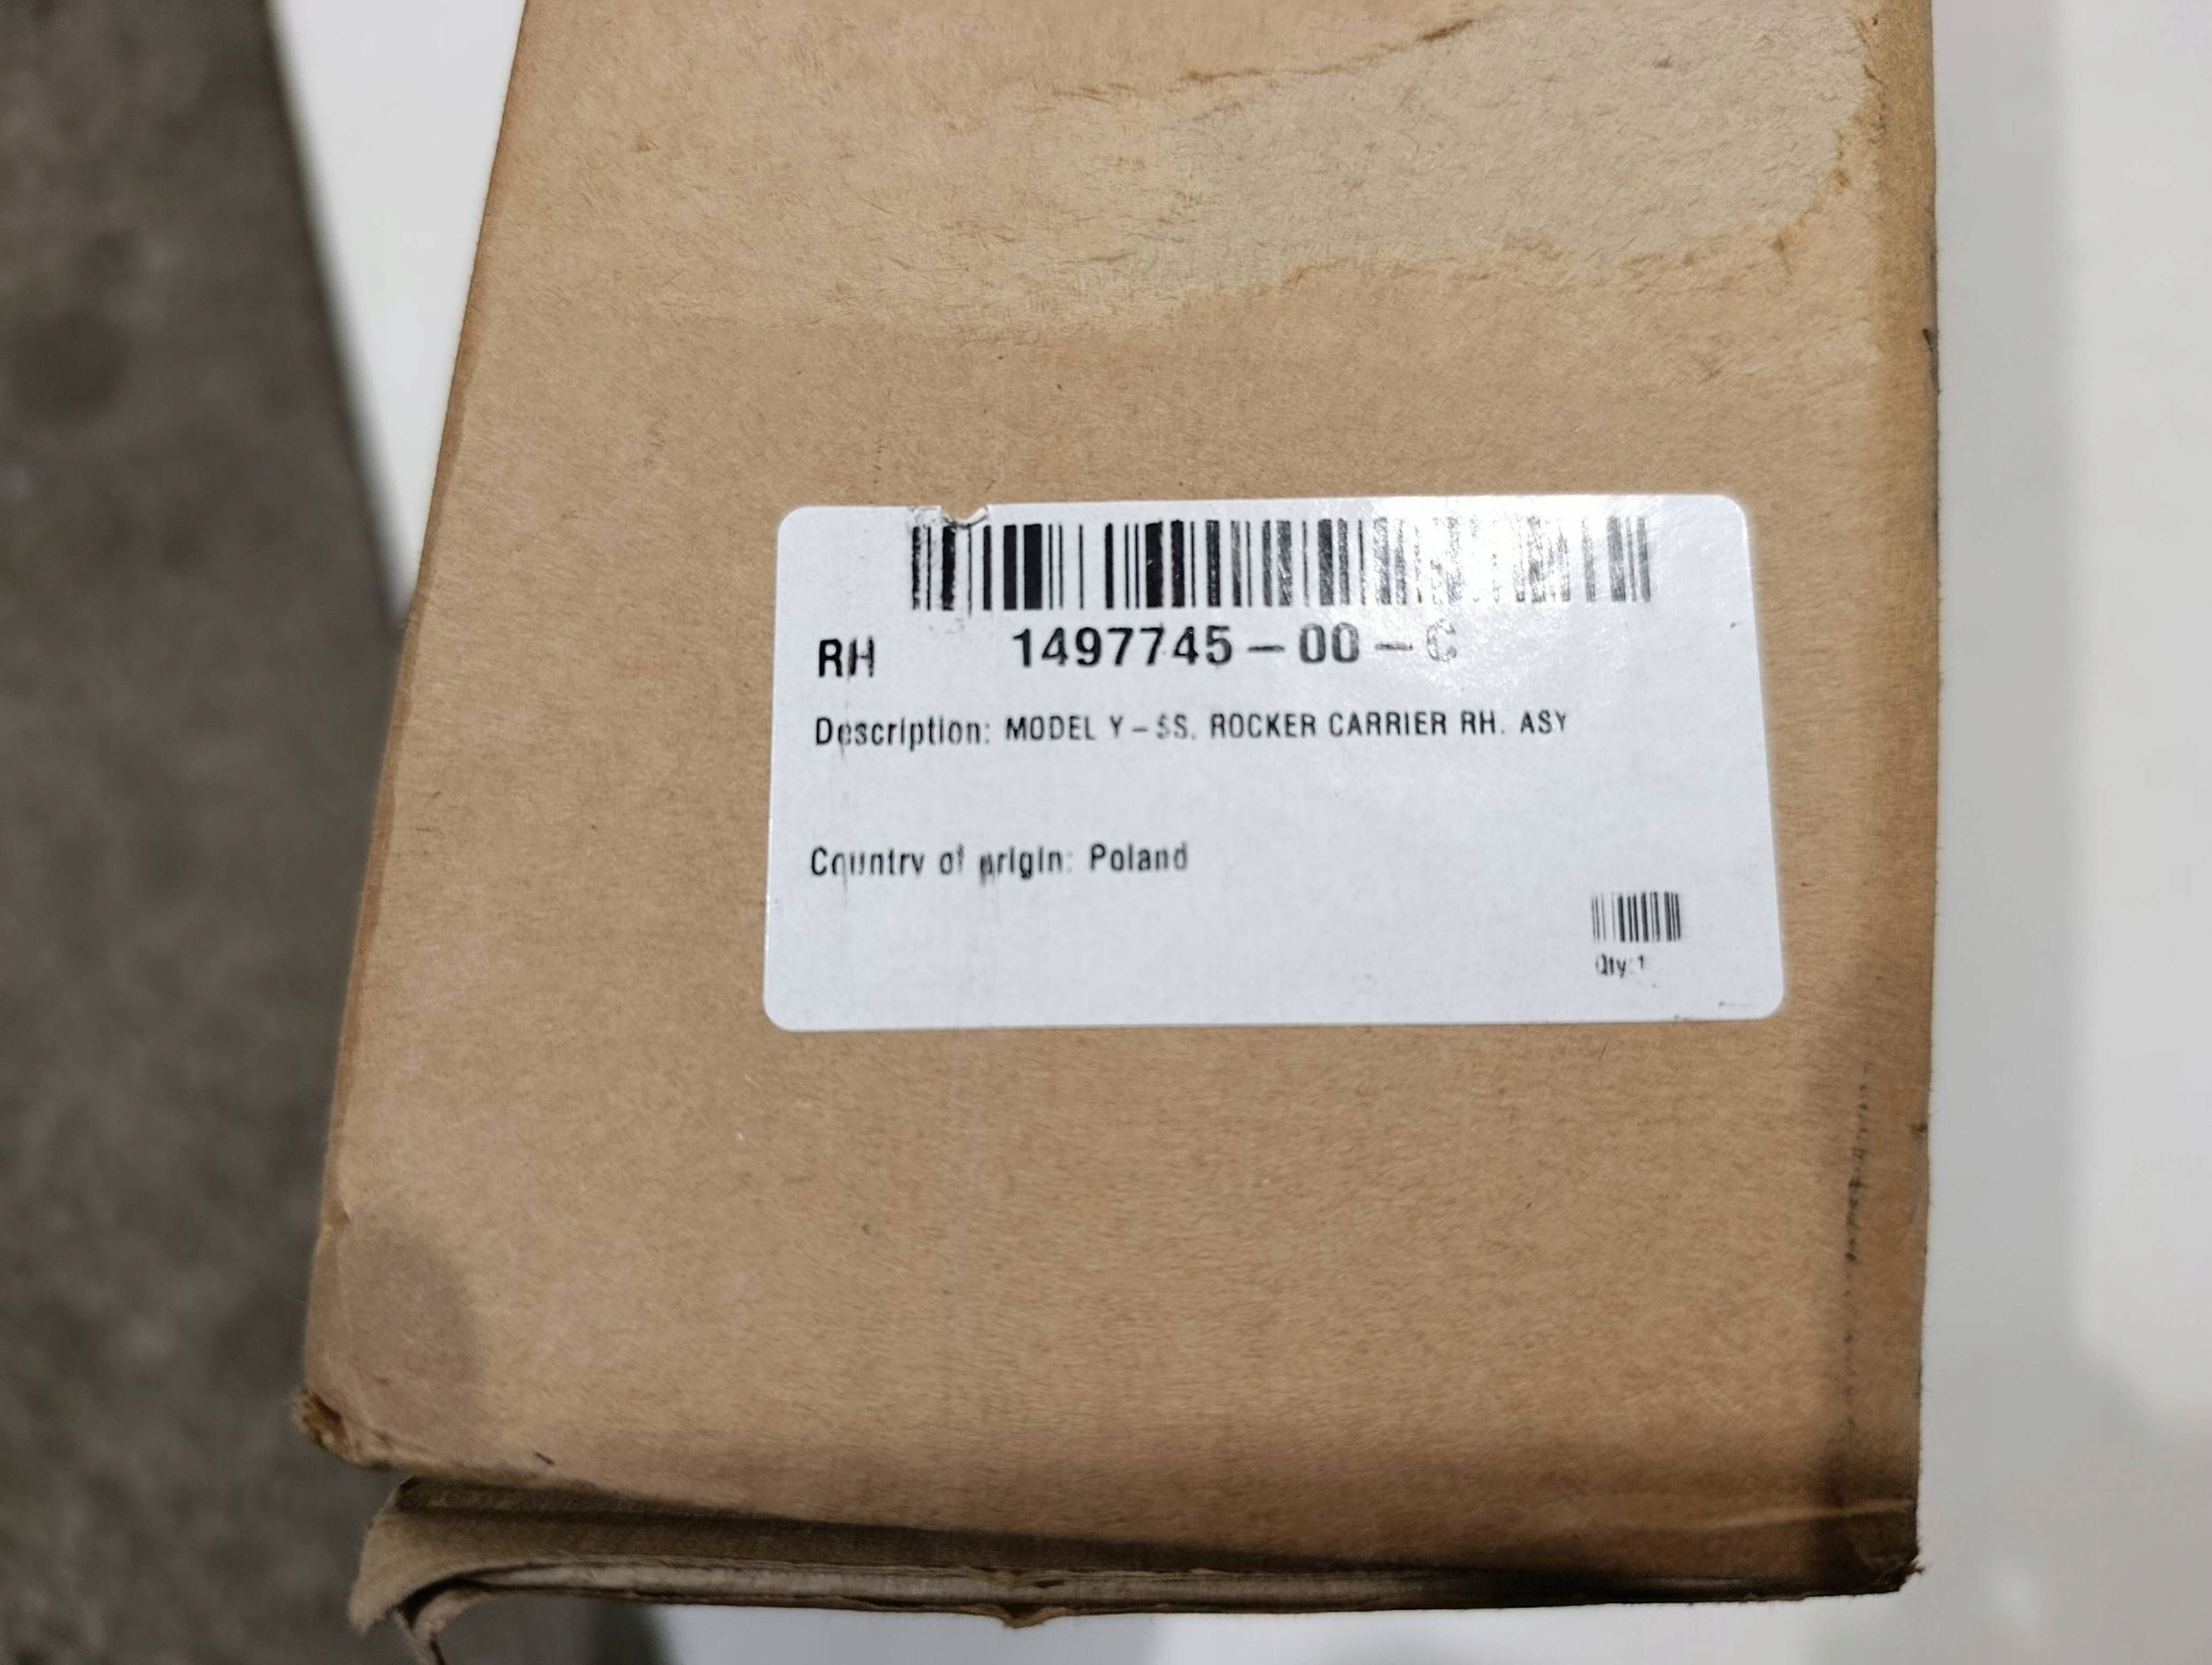 RH 1497745-00-C
Description: MODEL Y-SS. ROCKER CARRIER RH. ASY
Country of origin: Poland
Qty:1